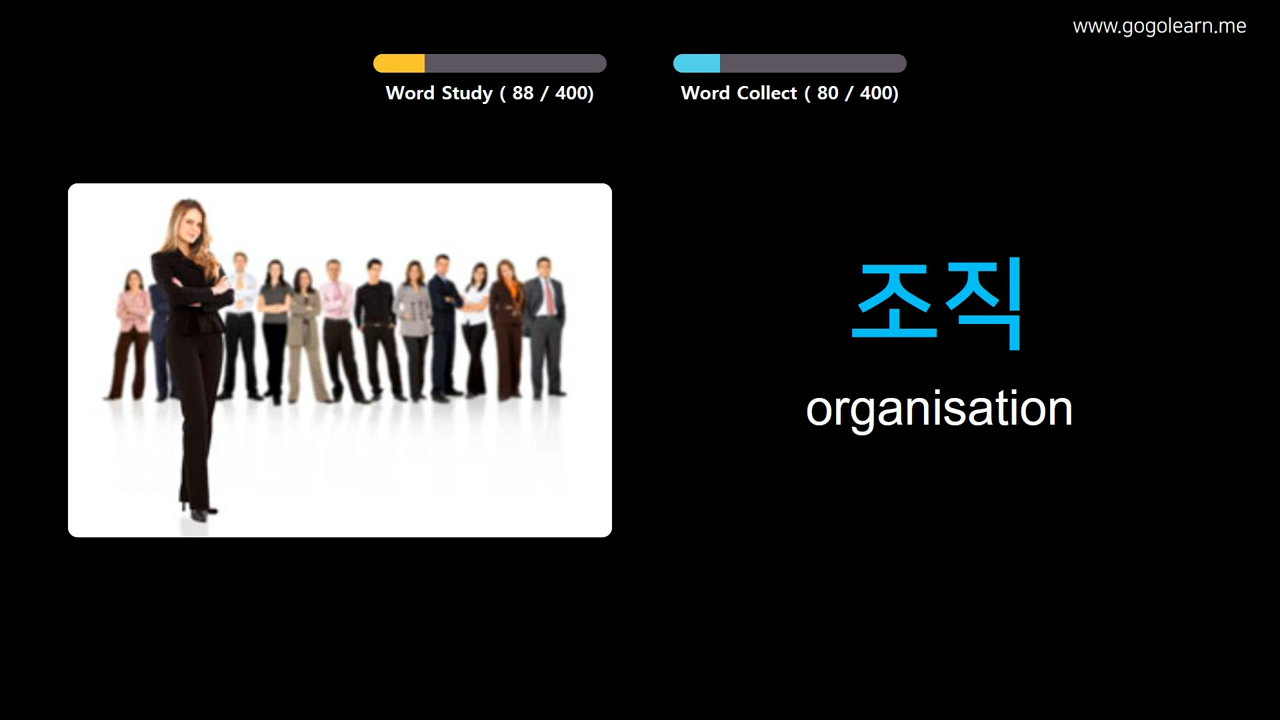 www.gogolearn.me
Word Study ( 88 / 400)
Word Collect ( 80 / 400)
조직
organisation